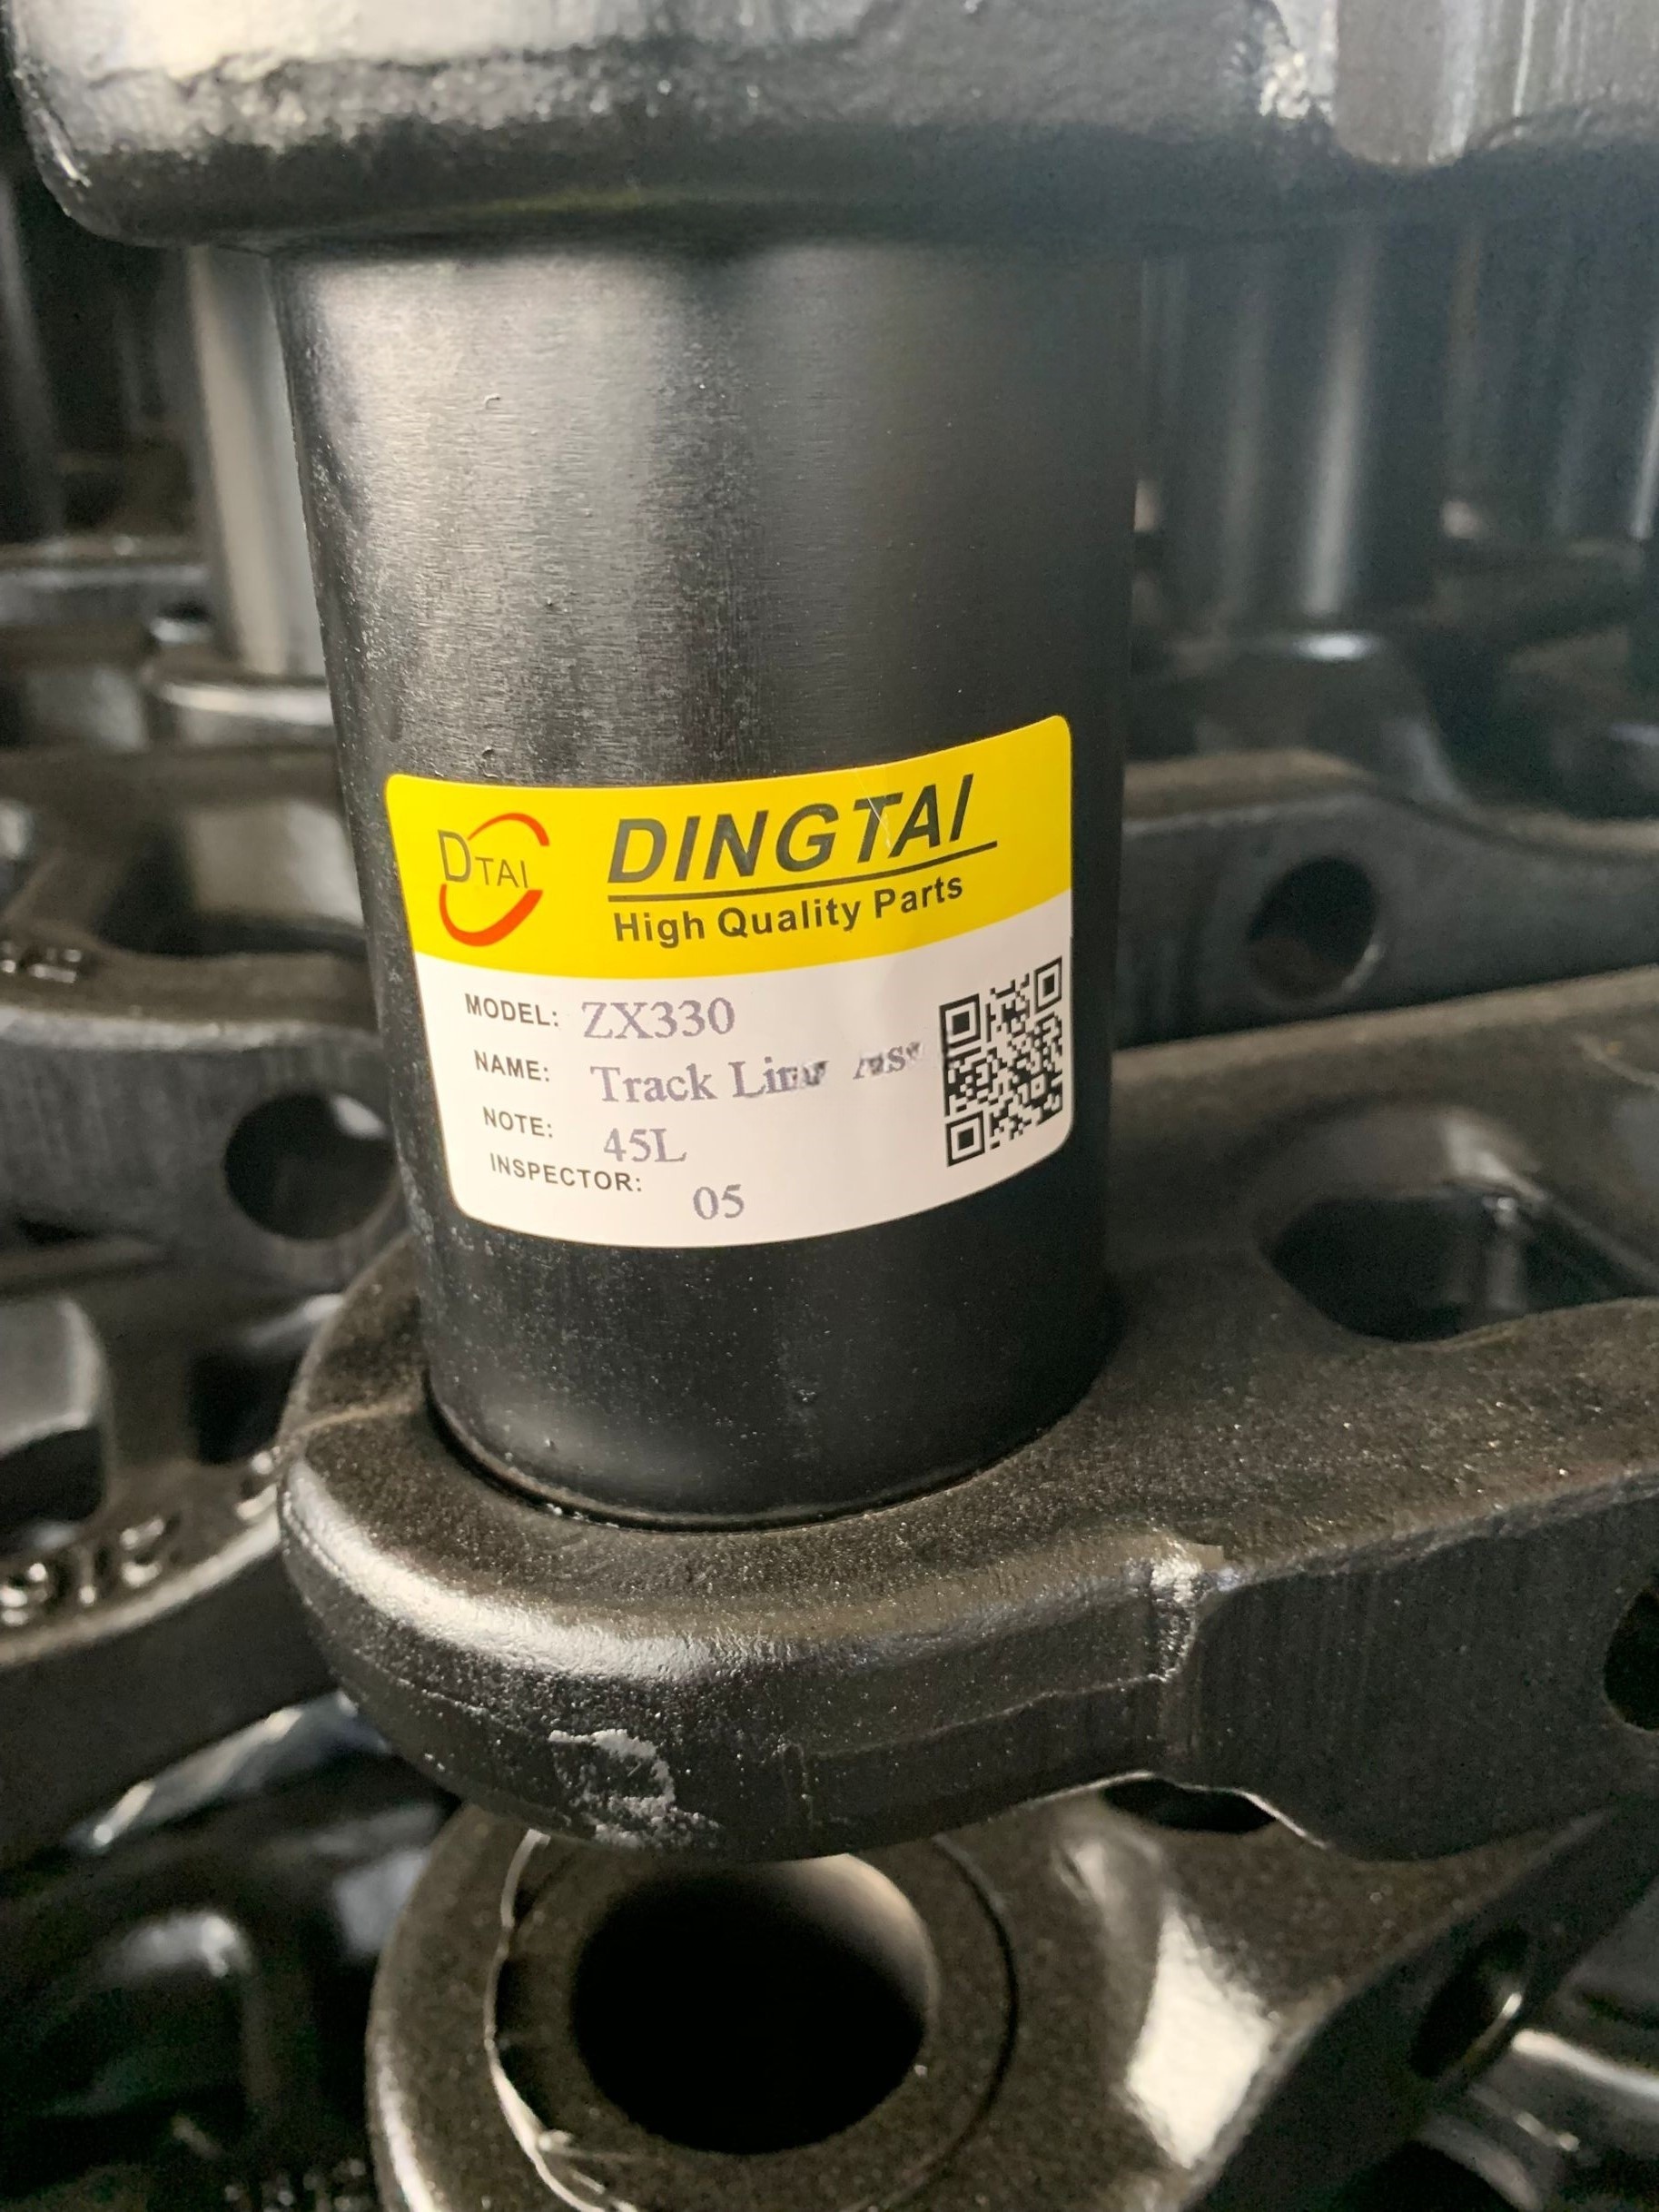 DTAI
DINGTAI
High Quality Parts
MODEL: ZX330
NAME: Track
NOTE: 45L
INSPECTOR: 05